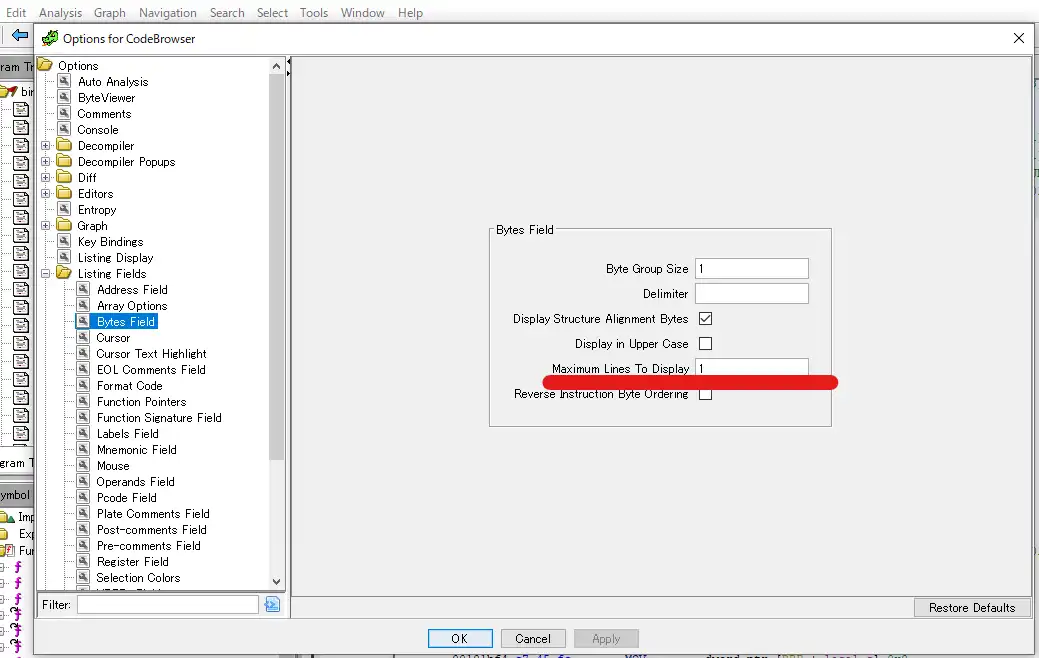 Edit Analysis Graph Navigation Search Select Tools Window Help
Options for CodeBrowser
ram Tr
bin
gram T
ymbol
Imp
Exp
Fun
Options
Auto Analysis
ByteViewer
Comments
Console
Decompiler
Decompiler Popups
Diff
Editors
Entropy
Graph
Key Bindings
Listing Display
Listing Fields
Address Field
Array Options
Bytes Field
Cursor
Cursor Text Highlight
EOL Comments Field
Format Code
Function Pointers
Function Signature Field
Labels Field
Mnemonic Field
Mouse
Operands Field
Pcode Field
Plate Comments Field
Post-comments Field
Pre-comments Field
Register Field
Selection Colors
Filter:
Bytes Field
Byte Group Size 1
Delimiter
Display Structure Alignment Bytes
Display in Upper Case
Maximum Lines To Display 1
Reverse Instruction Byte Ordering
Restore Defaults
OK Cancel Apply